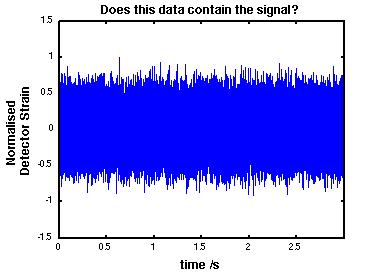 Does this data contain the signal?
1.5
1
0.5
0
-0.5
-1
-1.5
Normalised
Detector Strain
0 0.5 1 1.5 2 2.5
time /s